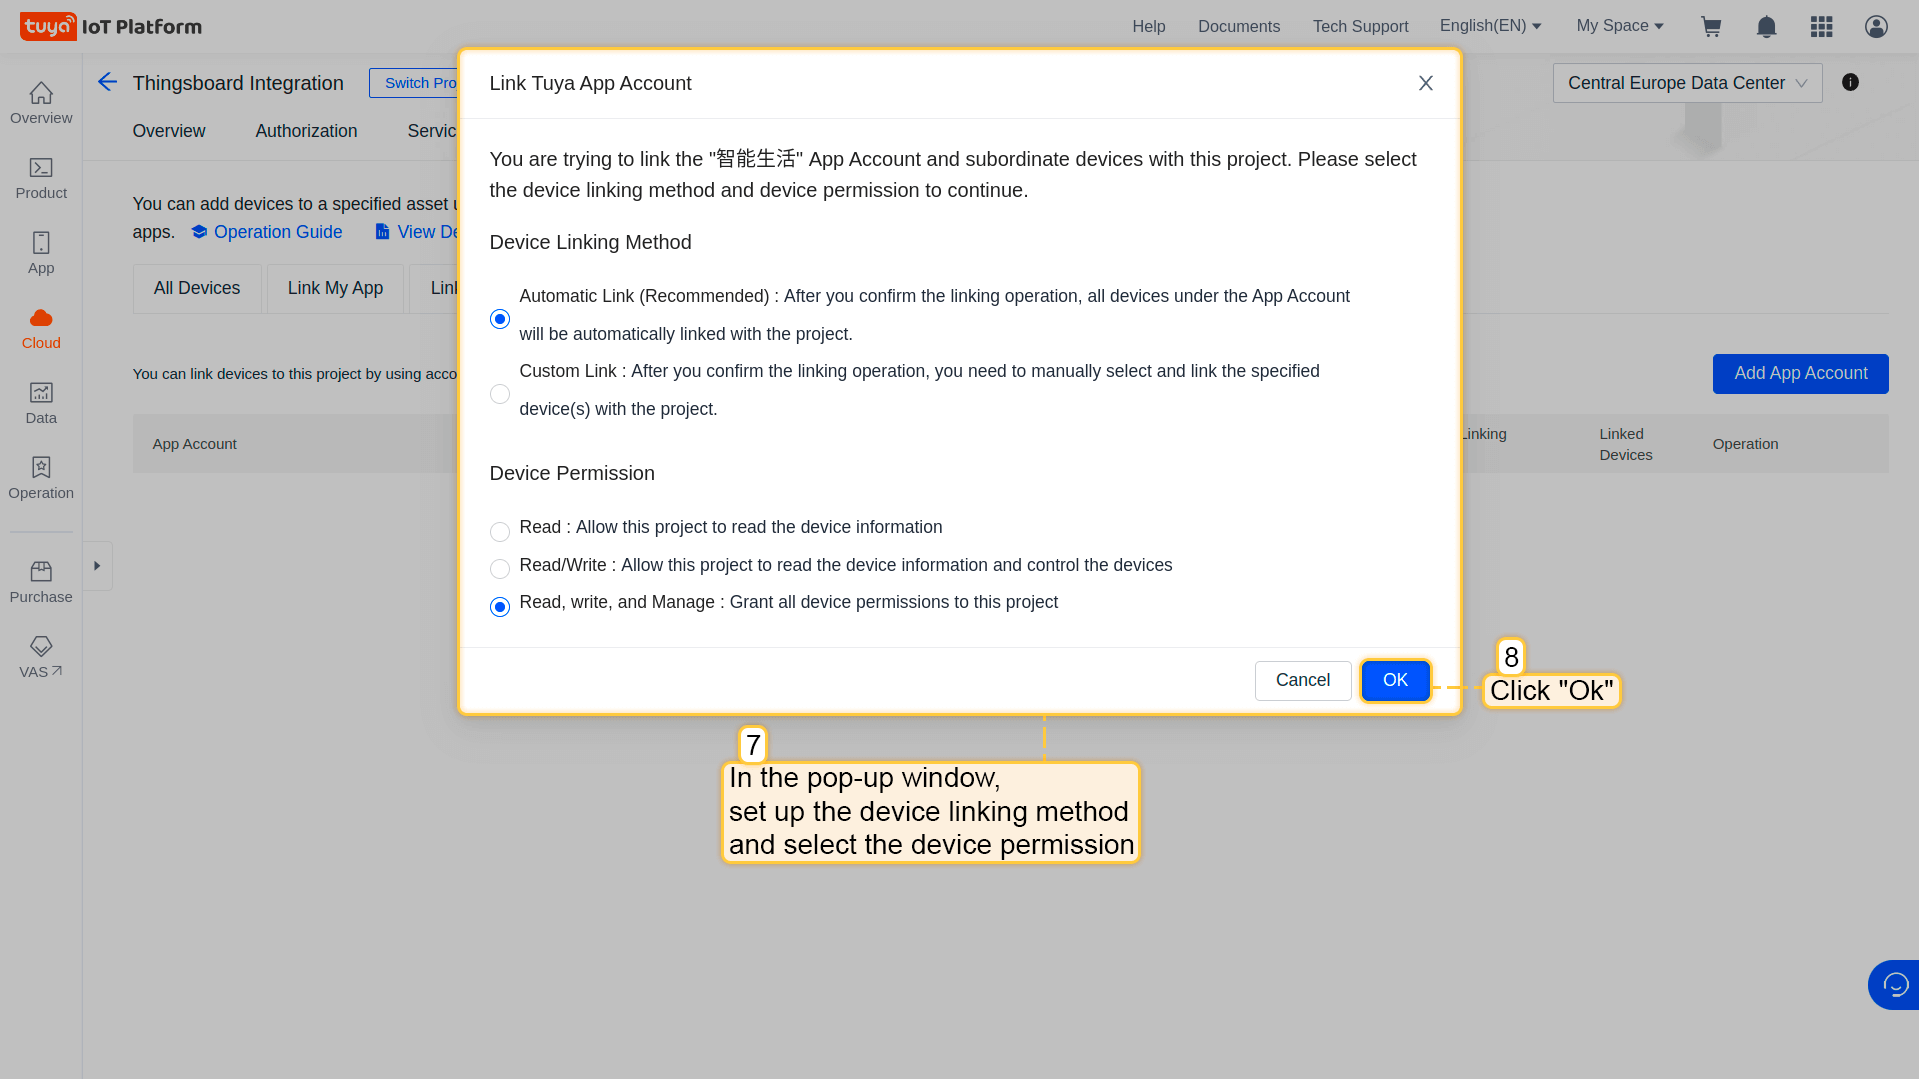 tuya IoT Platform
Help Documents Tech Support English(EN) My Space
Thingsboard Integration Switch Pro
Central Europe Data Center
Overview Authorization Servic
Overview
Product
App
Cloud
Data
Operation
Purchase
VAS
You can add devices to a specified asset u
apps. Operation Guide View De
All Devices Link My App Lin
You can link devices to this project by using acco
Add App Account
App Account Linking Linked Devices Operation
Link Tuya App Account
You are trying to link the "智能生活" App Account and subordinate devices with this project. Please select
the device linking method and device permission to continue.
Device Linking Method
Automatic Link (Recommended) : After you confirm the linking operation, all devices under the App Account
will be automatically linked with the project.
Custom Link : After you confirm the linking operation, you need to manually select and link the specified
device(s) with the project.
Device Permission
Read : Allow this project to read the device information
Read/Write : Allow this project to read the device information and control the devices
Read, write, and Manage : Grant all device permissions to this project
Cancel OK
8
Click "Ok"
7
In the pop-up window,
set up the device linking method
and select the device permission